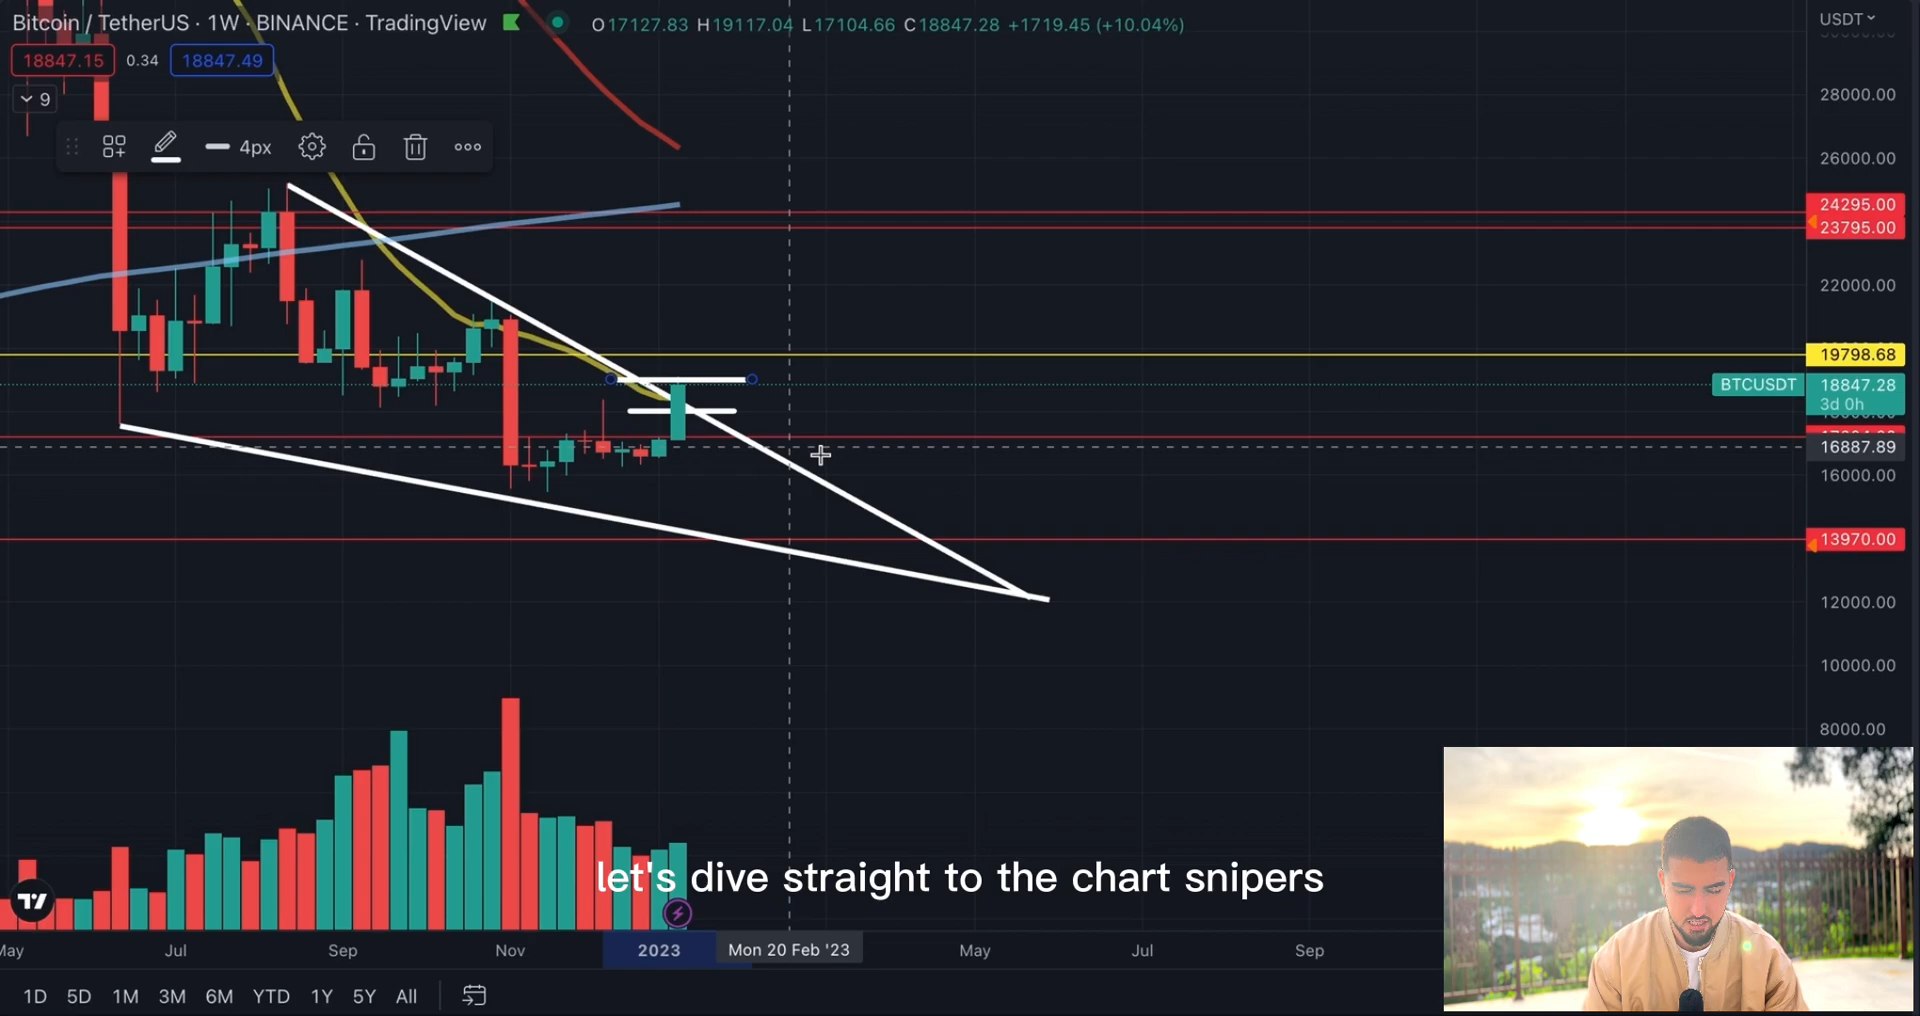 Bitcoin / TetherUS · 1W · BINANCE · TradingView
O17127.83 H19117.04 L17104.66 C18847.28 +1719.45 (+10.04%)
USDT
18847.15 0.34 18847.49
9
4px
28000.00
26000.00
24295.00
23795.00
22000.00
19798.68
BTCUSDT 18847.28
3d 0h
16887.89
16000.00
13970.00
12000.00
10000.00
8000.00
let's dive straight to the chart snipers
May Jul Sep Nov 2023 Mon 20 Feb '23 May Jul Sep
1D 5D 1M 3M 6M YTD 1Y 5Y All